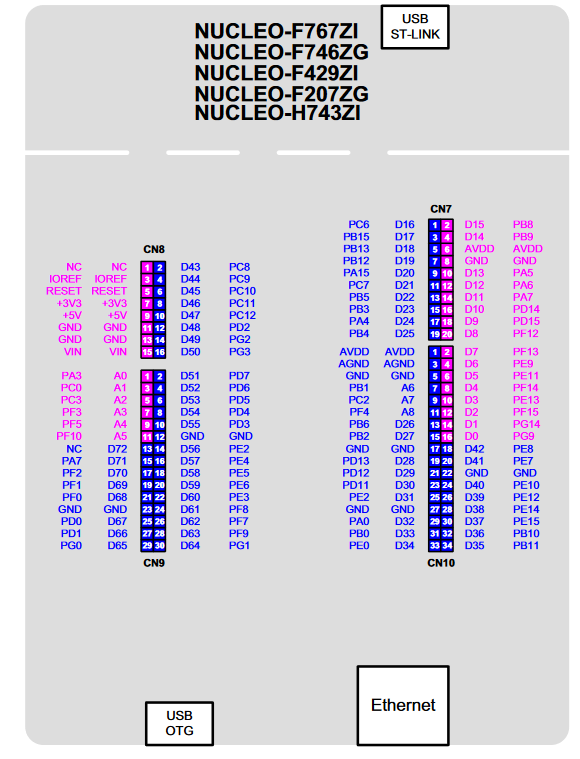 USB
ST-LINK
NUCLEO-F767ZI
NUCLEO-F746ZG
NUCLEO-F429ZI
NUCLEO-F207ZG
NUCLEO-H743ZI
CN8
NC NC 1 2 D43 PC8
IOREF IOREF 3 4 D44 PC9
RESET RESET 5 6 D45 PC10
+3V3 +3V3 7 8 D46 PC11
+5V +5V 9 10 D47 PC12
GND GND 11 12 D48 PD2
GND GND 13 14 D49 PG2
VIN VIN 15 16 D50 PG3
PA3 A0 1 2 D51 PD7
PC0 A1 3 4 D52 PD6
PC3 A2 5 6 D53 PD5
PF3 A3 7 8 D54 PD4
PF5 A4 9 10 D55 PD3
PF10 A5 11 12 GND GND
NC D72 13 14 D56 PE2
PA7 D71 15 16 D57 PE4
PF2 D70 17 18 D58 PE5
PF1 D69 19 20 D59 PE6
PF0 D68 21 22 D60 PE3
GND GND 23 24 D61 PF8
PD0 D67 25 26 D62 PF7
PD1 D66 27 28 D63 PF9
PG0 D65 29 30 D64 PG1
CN9
CN7
PC6 D16 1 2 D15 PB8
PB15 D17 3 4 D14 PB9
PB13 D18 5 6 AVDD AVDD
PB12 D19 7 8 GND GND
PA15 D20 9 10 D13 PA5
PC7 D21 11 12 D12 PA6
PB5 D22 13 14 D11 PA7
PB3 D23 15 16 D10 PD14
PA4 D24 17 18 D9 PD15
PB4 D25 19 20 D8 PF12
AVDD AVDD 1 2 D7 PF13
AGND AGND 3 4 D6 PE9
GND GND 5 6 D5 PE11
PB1 A6 7 8 D4 PF14
PC2 A7 9 10 D3 PE13
PF4 A8 11 12 D2 PF15
PB6 D26 13 14 D1 PG14
PB2 D27 15 16 D0 PG9
GND GND 17 18 D42 PE8
PD13 D28 19 20 D41 PE7
PD12 D29 21 22 GND GND
PD11 D30 23 24 D40 PE10
PE2 D31 25 26 D39 PE12
GND GND 27 28 D38 PE14
PA0 D32 29 30 D37 PE15
PB0 D33 31 32 D36 PB10
PE0 D34 33 34 D35 PB11
CN10
USB
OTG
Ethernet